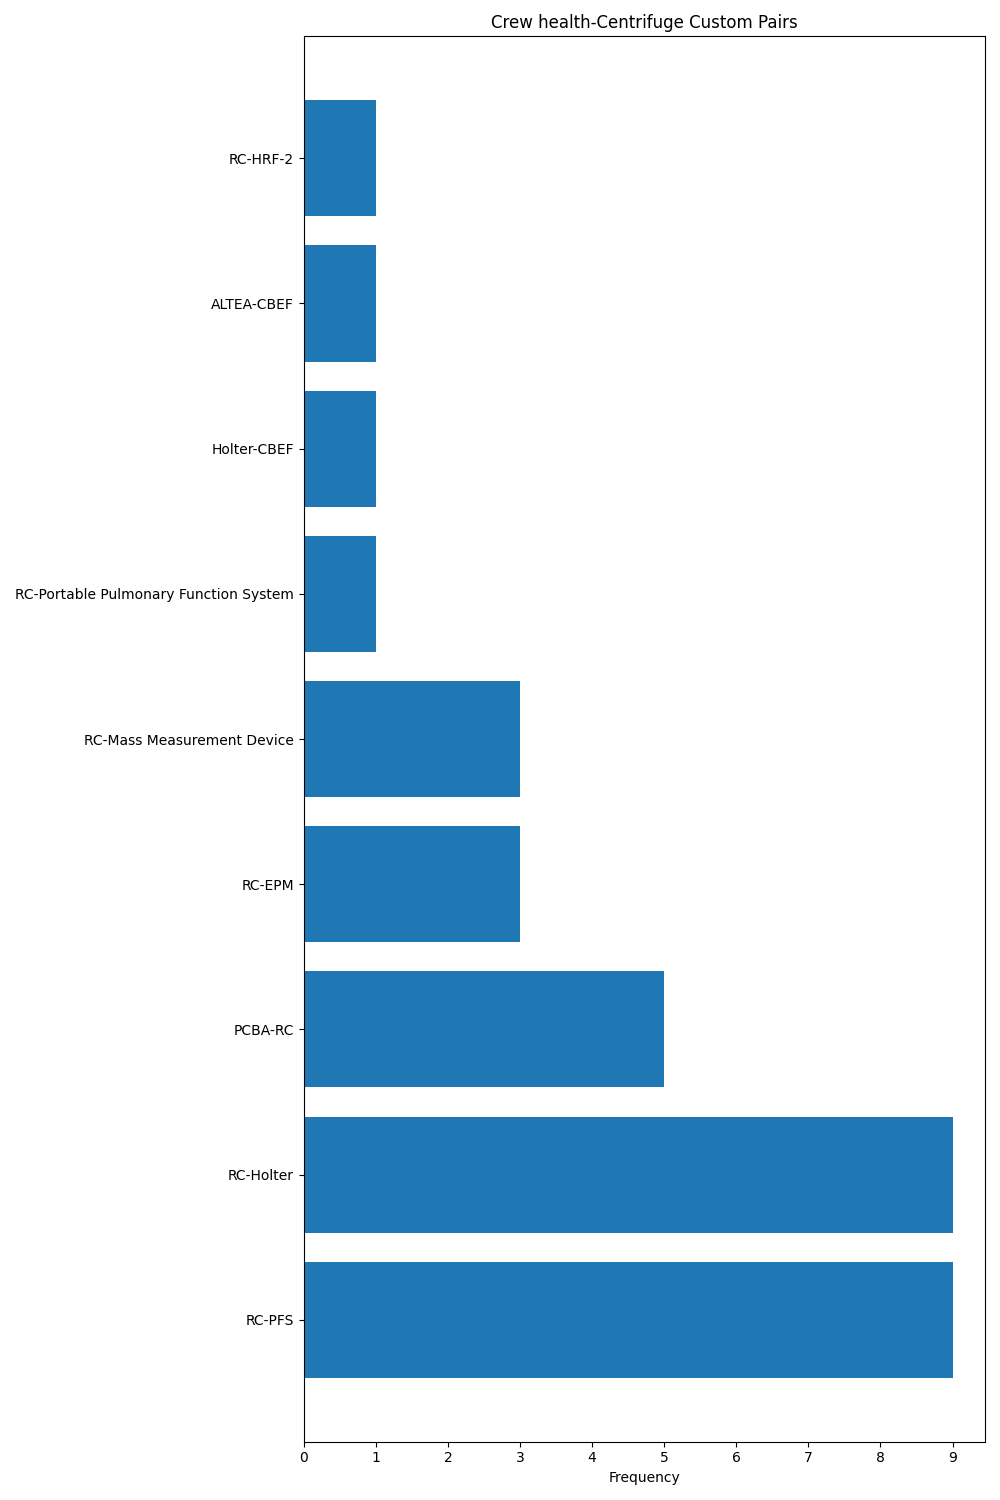 Crew health-Centrifuge Custom Pairs
RC-HRF-2
ALTEA-CBEF
Holter-CBEF
RC-Portable Pulmonary Function System
RC-Mass Measurement Device
RC-EPM
PCBA-RC
RC-Holter
RC-PFS
0 1 2 3 4 5 6 7 8 9
Frequency